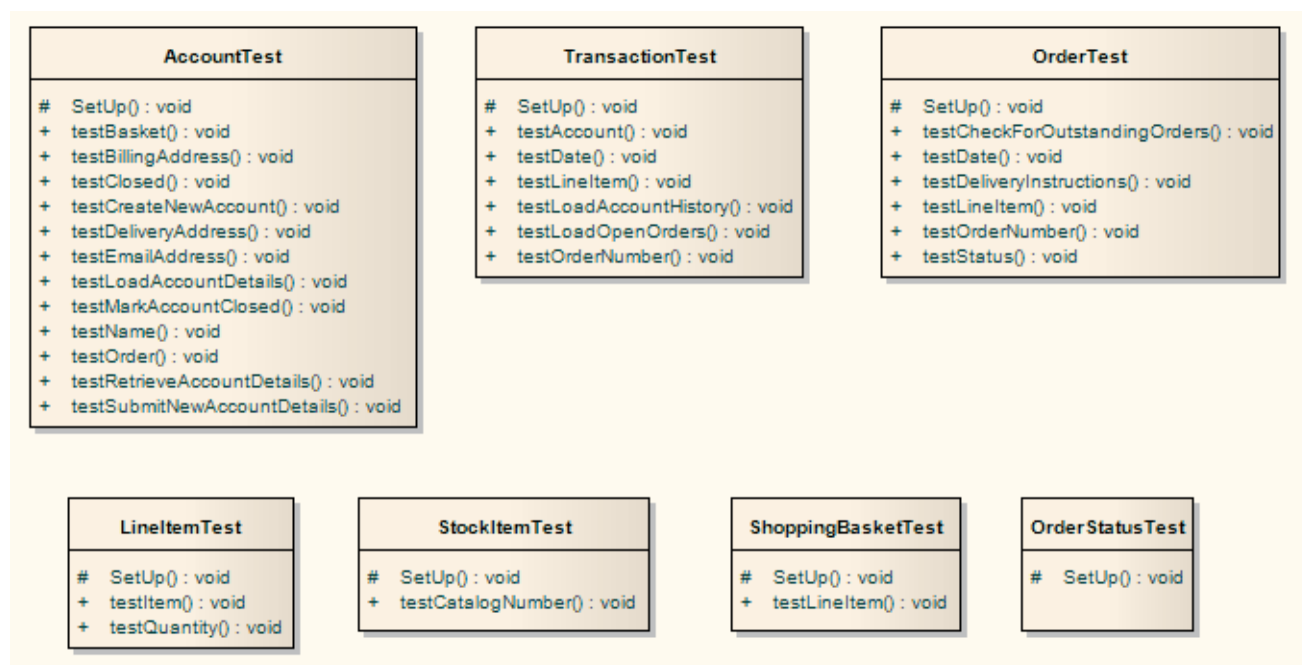 AccountTest
# SetUp() : void
+ testBasket() : void
+ testBillingAddress() : void
+ testClosed() : void
+ testCreateNewAccount() : void
+ testDeliveryAddress() : void
+ testEmailAddress() : void
+ testLoadAccountDetails() : void
+ testMarkAccountClosed() : void
+ testName() : void
+ testOrder() : void
+ testRetrieveAccountDetails() : void
+ testSubmitNewAccountDetails() : void
TransactionTest
# SetUp() : void
+ testAccount() : void
+ testDate() : void
+ testLineItem() : void
+ testLoadAccountHistory() : void
+ testLoadOpenOrders() : void
+ testOrderNumber() : void
OrderTest
# SetUp() : void
+ testCheckForOutstandingOrders() : void
+ testDate() : void
+ testDeliveryInstructions() : void
+ testLineItem() : void
+ testOrderNumber() : void
+ testStatus() : void
LineItemTest
# SetUp() : void
+ testItem() : void
+ testQuantity() : void
StockItemTest
# SetUp() : void
+ testCatalogNumber() : void
ShoppingBasketTest
# SetUp() : void
+ testLineItem() : void
OrderStatusTest
# SetUp() : void